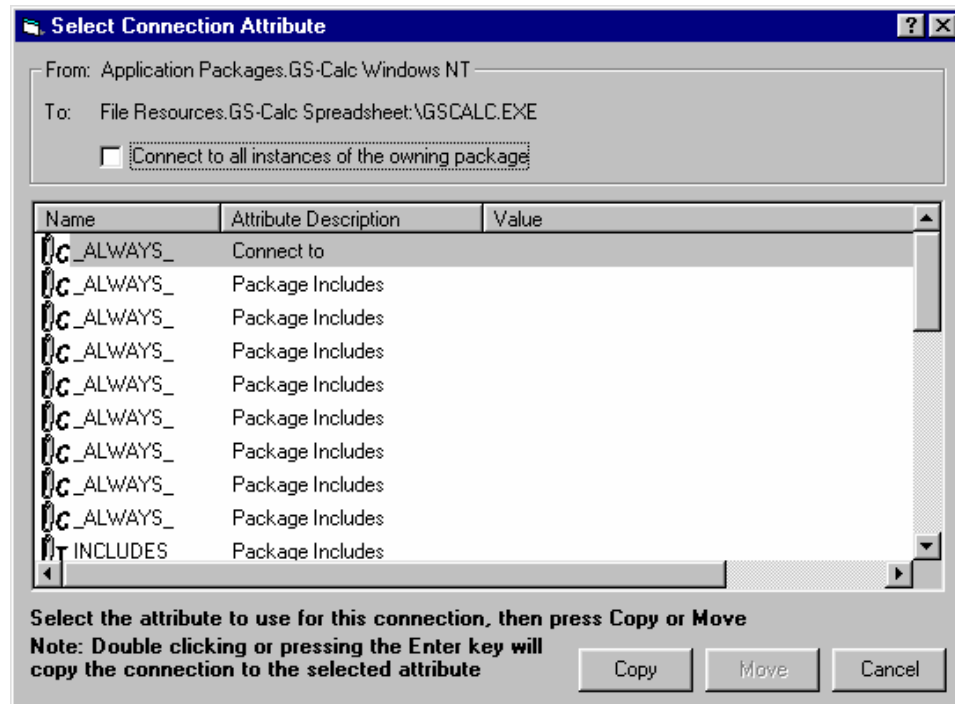 Select Connection Attribute
From: Application Packages.GS-Calc Windows NT
To: File Resources.GS-Calc Spreadsheet:\GSCALC.EXE
Connect to all instances of the owning package
Name Attribute Description Value
C _ALWAYS_ Connect to
C _ALWAYS_ Package Includes
C _ALWAYS_ Package Includes
C _ALWAYS_ Package Includes
C _ALWAYS_ Package Includes
C _ALWAYS_ Package Includes
C _ALWAYS_ Package Includes
C _ALWAYS_ Package Includes
C _ALWAYS_ Package Includes
T INCLUDES Package Includes
Select the attribute to use for this connection, then press Copy or Move
Note: Double clicking or pressing the Enter key will
copy the connection to the selected attribute
Copy Move Cancel